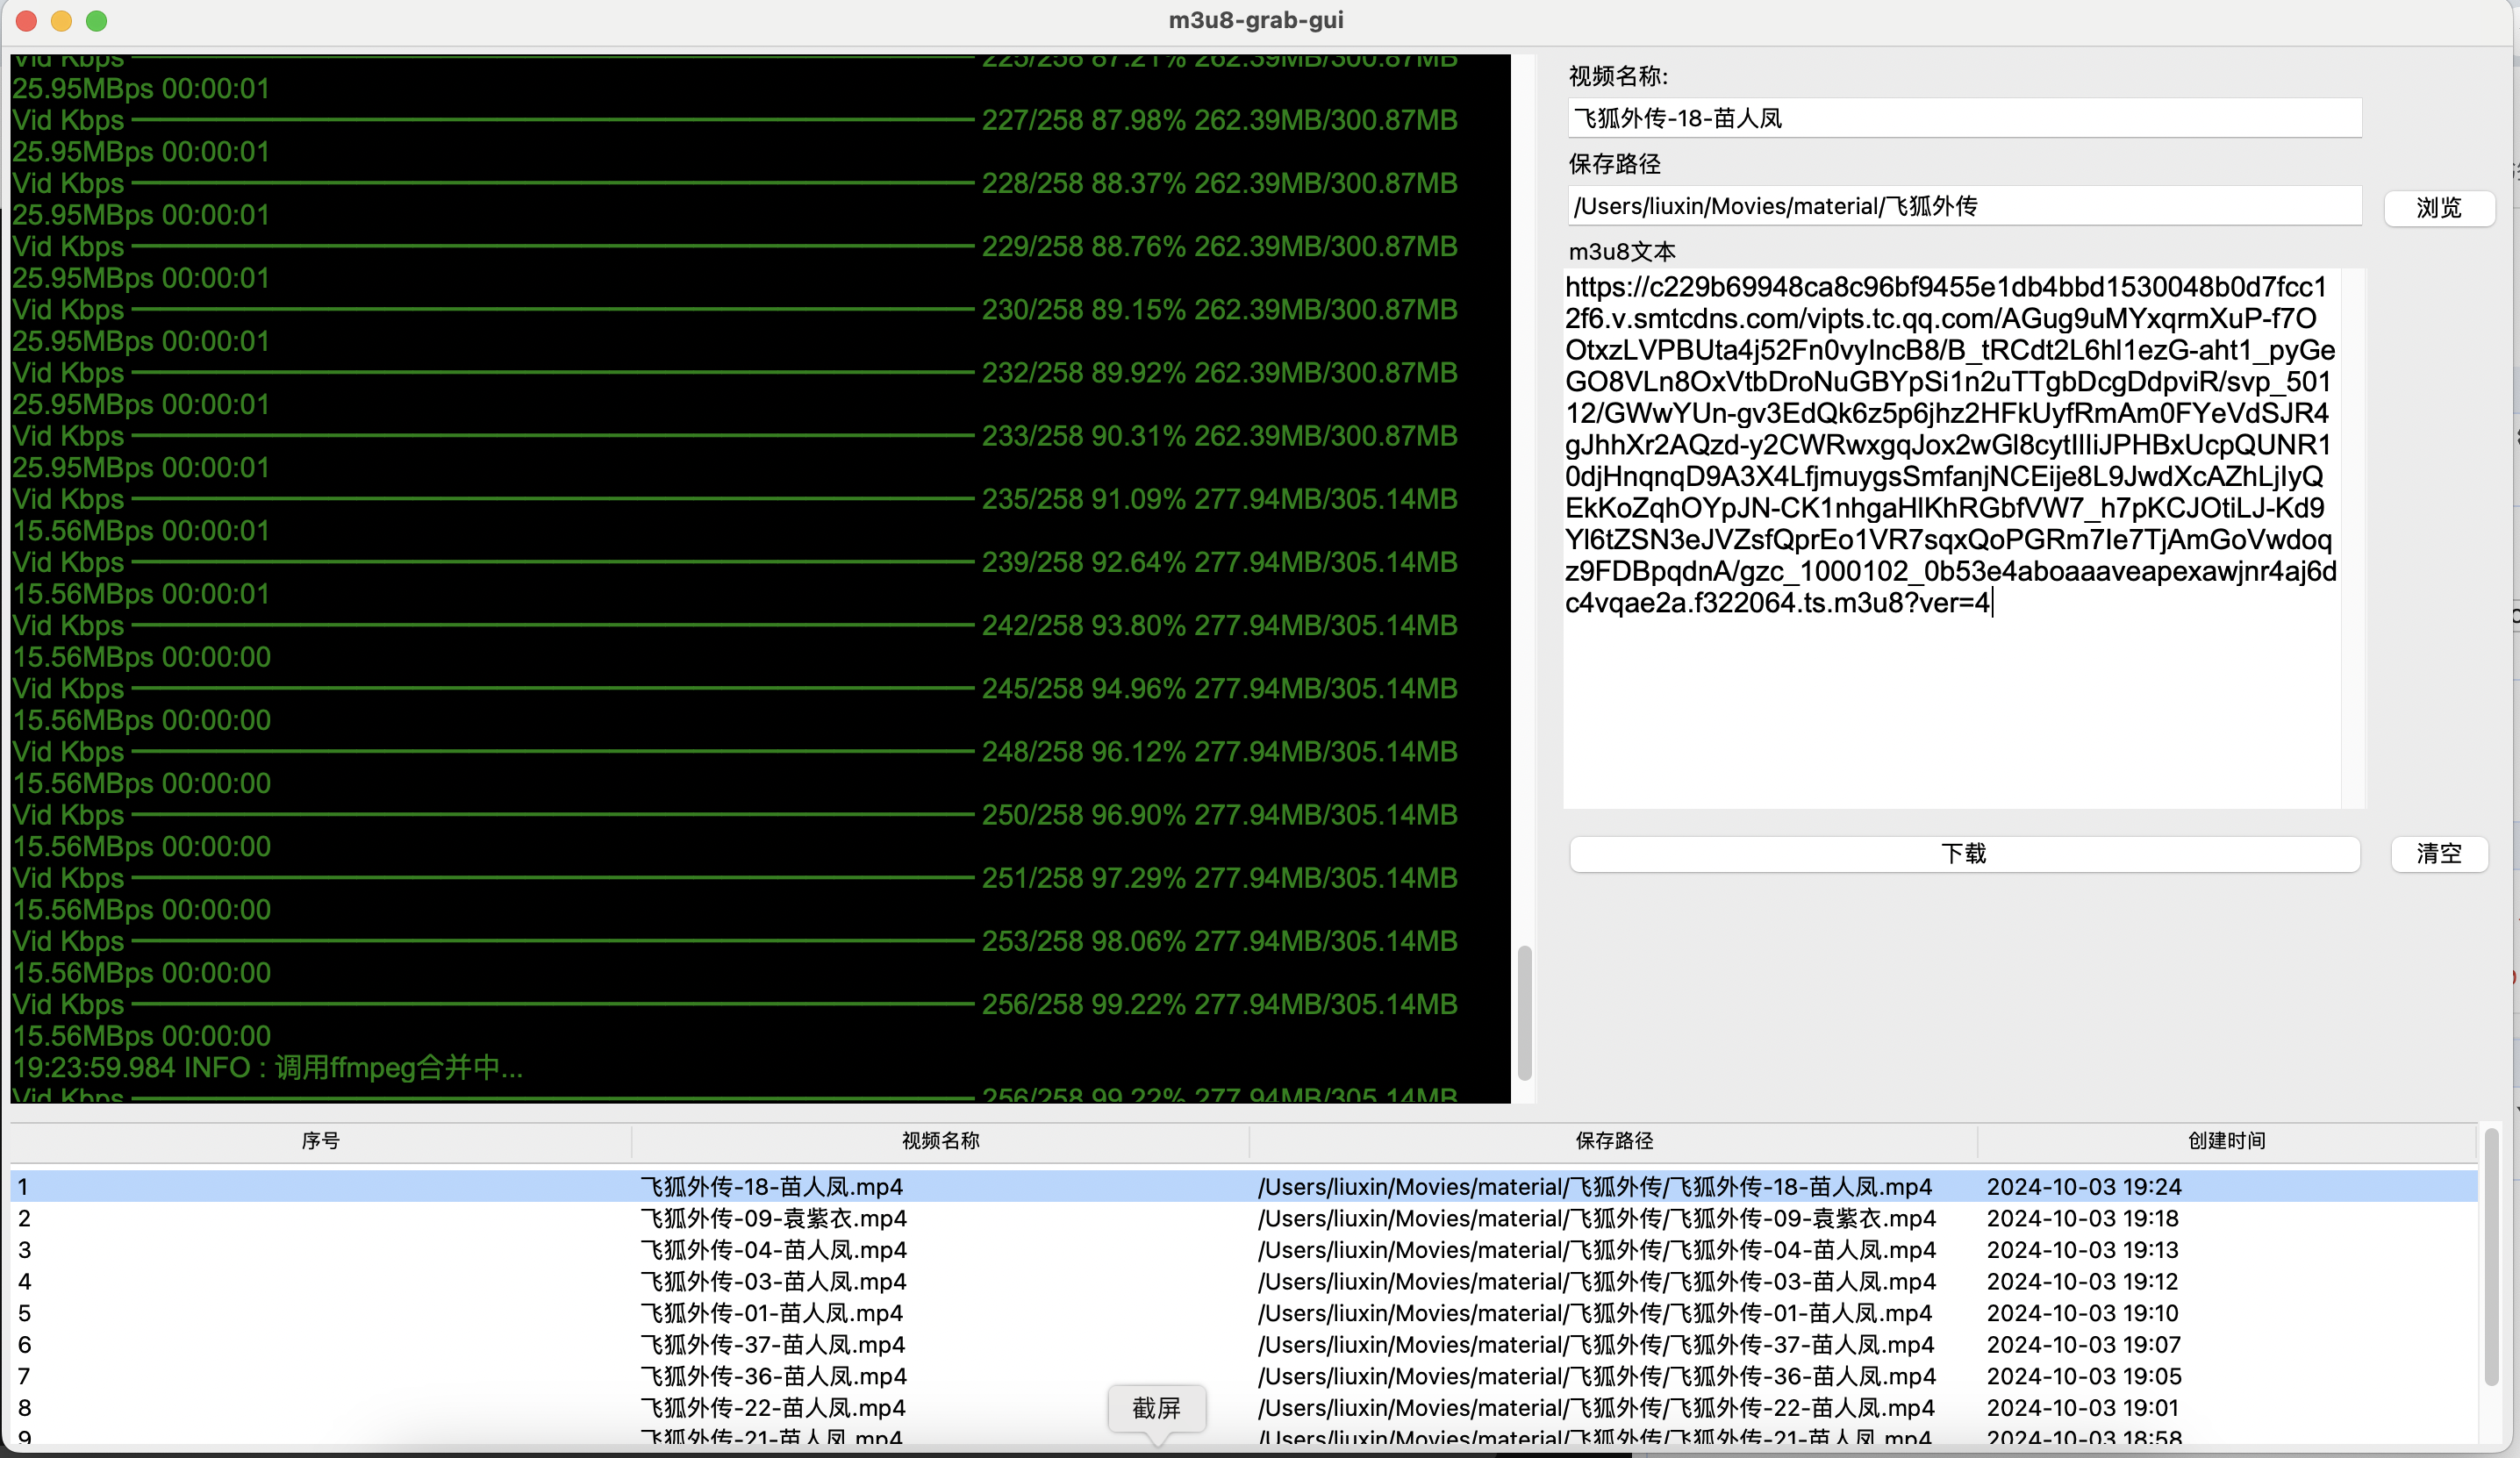 m3u8-grab-gui
Vid Kbps 225/258 87.21% 262.39MB/300.87MB
25.95MBps 00:00:01
Vid Kbps 227/258 87.98% 262.39MB/300.87MB
25.95MBps 00:00:01
Vid Kbps 228/258 88.37% 262.39MB/300.87MB
25.95MBps 00:00:01
Vid Kbps 229/258 88.76% 262.39MB/300.87MB
25.95MBps 00:00:01
Vid Kbps 230/258 89.15% 262.39MB/300.87MB
25.95MBps 00:00:01
Vid Kbps 232/258 89.92% 262.39MB/300.87MB
25.95MBps 00:00:01
Vid Kbps 233/258 90.31% 262.39MB/300.87MB
25.95MBps 00:00:01
Vid Kbps 235/258 91.09% 277.94MB/305.14MB
15.56MBps 00:00:01
Vid Kbps 239/258 92.64% 277.94MB/305.14MB
15.56MBps 00:00:01
Vid Kbps 242/258 93.80% 277.94MB/305.14MB
15.56MBps 00:00:00
Vid Kbps 245/258 94.96% 277.94MB/305.14MB
15.56MBps 00:00:00
Vid Kbps 248/258 96.12% 277.94MB/305.14MB
15.56MBps 00:00:00
Vid Kbps 250/258 96.90% 277.94MB/305.14MB
15.56MBps 00:00:00
Vid Kbps 251/258 97.29% 277.94MB/305.14MB
15.56MBps 00:00:00
Vid Kbps 253/258 98.06% 277.94MB/305.14MB
15.56MBps 00:00:00
Vid Kbps 256/258 99.22% 277.94MB/305.14MB
15.56MBps 00:00:00
19:23:59.984 INFO : 调用ffmpeg合并中...
Vid Kbps 256/258 99.22% 277.94MB/305.14MB
视频名称:
飞狐外传-18-苗人凤
保存路径
/Users/liuxin/Movies/material/飞狐外传
浏览
m3u8文本
https://c229b69948ca8c96bf9455e1db4bbd1530048b0d7fcc1
2f6.v.smtcdns.com/vipts.tc.qq.com/AGug9uMYxqrmXuP-f7O
OtxzLVPBUta4j52Fn0vyIncB8/B_tRCdt2L6hl1ezG-aht1_pyGe
GO8VLn8OxVtbDroNuGBYpSi1n2uTTgbDcgDdpviR/svp_501
12/GWwYUn-gv3EdQk6z5p6jhz2HFkUyfRmAm0FYeVdSJR4
gJhhXr2AQzd-y2CWRwxgqJox2wGl8cytIIIiJPHBxUcpQUNR1
0djHnqnqD9A3X4LfjmuygsSmfanjNCEije8L9JwdXcAZhLjIyQ
EkKoZqhOYpJN-CK1nhgaHlKhRGbfVW7_h7pKCJOtiLJ-Kd9
Yl6tZSN3eJVZsfQprEo1VR7sqxQoPGRm7Ie7TjAmGoVwdoq
z9FDBpqdnA/gzc_1000102_0b53e4aboaaaveapexawjnr4aj6d
c4vqae2a.f322064.ts.m3u8?ver=4
下载
清空
序号 视频名称 保存路径 创建时间
1 飞狐外传-18-苗人凤.mp4 /Users/liuxin/Movies/material/飞狐外传/飞狐外传-18-苗人凤.mp4 2024-10-03 19:24
2 飞狐外传-09-袁紫衣.mp4 /Users/liuxin/Movies/material/飞狐外传/飞狐外传-09-袁紫衣.mp4 2024-10-03 19:18
3 飞狐外传-04-苗人凤.mp4 /Users/liuxin/Movies/material/飞狐外传/飞狐外传-04-苗人凤.mp4 2024-10-03 19:13
4 飞狐外传-03-苗人凤.mp4 /Users/liuxin/Movies/material/飞狐外传/飞狐外传-03-苗人凤.mp4 2024-10-03 19:12
5 飞狐外传-01-苗人凤.mp4 /Users/liuxin/Movies/material/飞狐外传/飞狐外传-01-苗人凤.mp4 2024-10-03 19:10
6 飞狐外传-37-苗人凤.mp4 /Users/liuxin/Movies/material/飞狐外传/飞狐外传-37-苗人凤.mp4 2024-10-03 19:07
7 飞狐外传-36-苗人凤.mp4 /Users/liuxin/Movies/material/飞狐外传/飞狐外传-36-苗人凤.mp4 2024-10-03 19:05
8 飞狐外传-22-苗人凤.mp4 /Users/liuxin/Movies/material/飞狐外传/飞狐外传-22-苗人凤.mp4 2024-10-03 19:01
9 飞狐外传-21-苗人凤.mp4 /Users/liuxin/Movies/material/飞狐外传/飞狐外传-21-苗人凤.mp4 2024-10-03 18:58
截屏